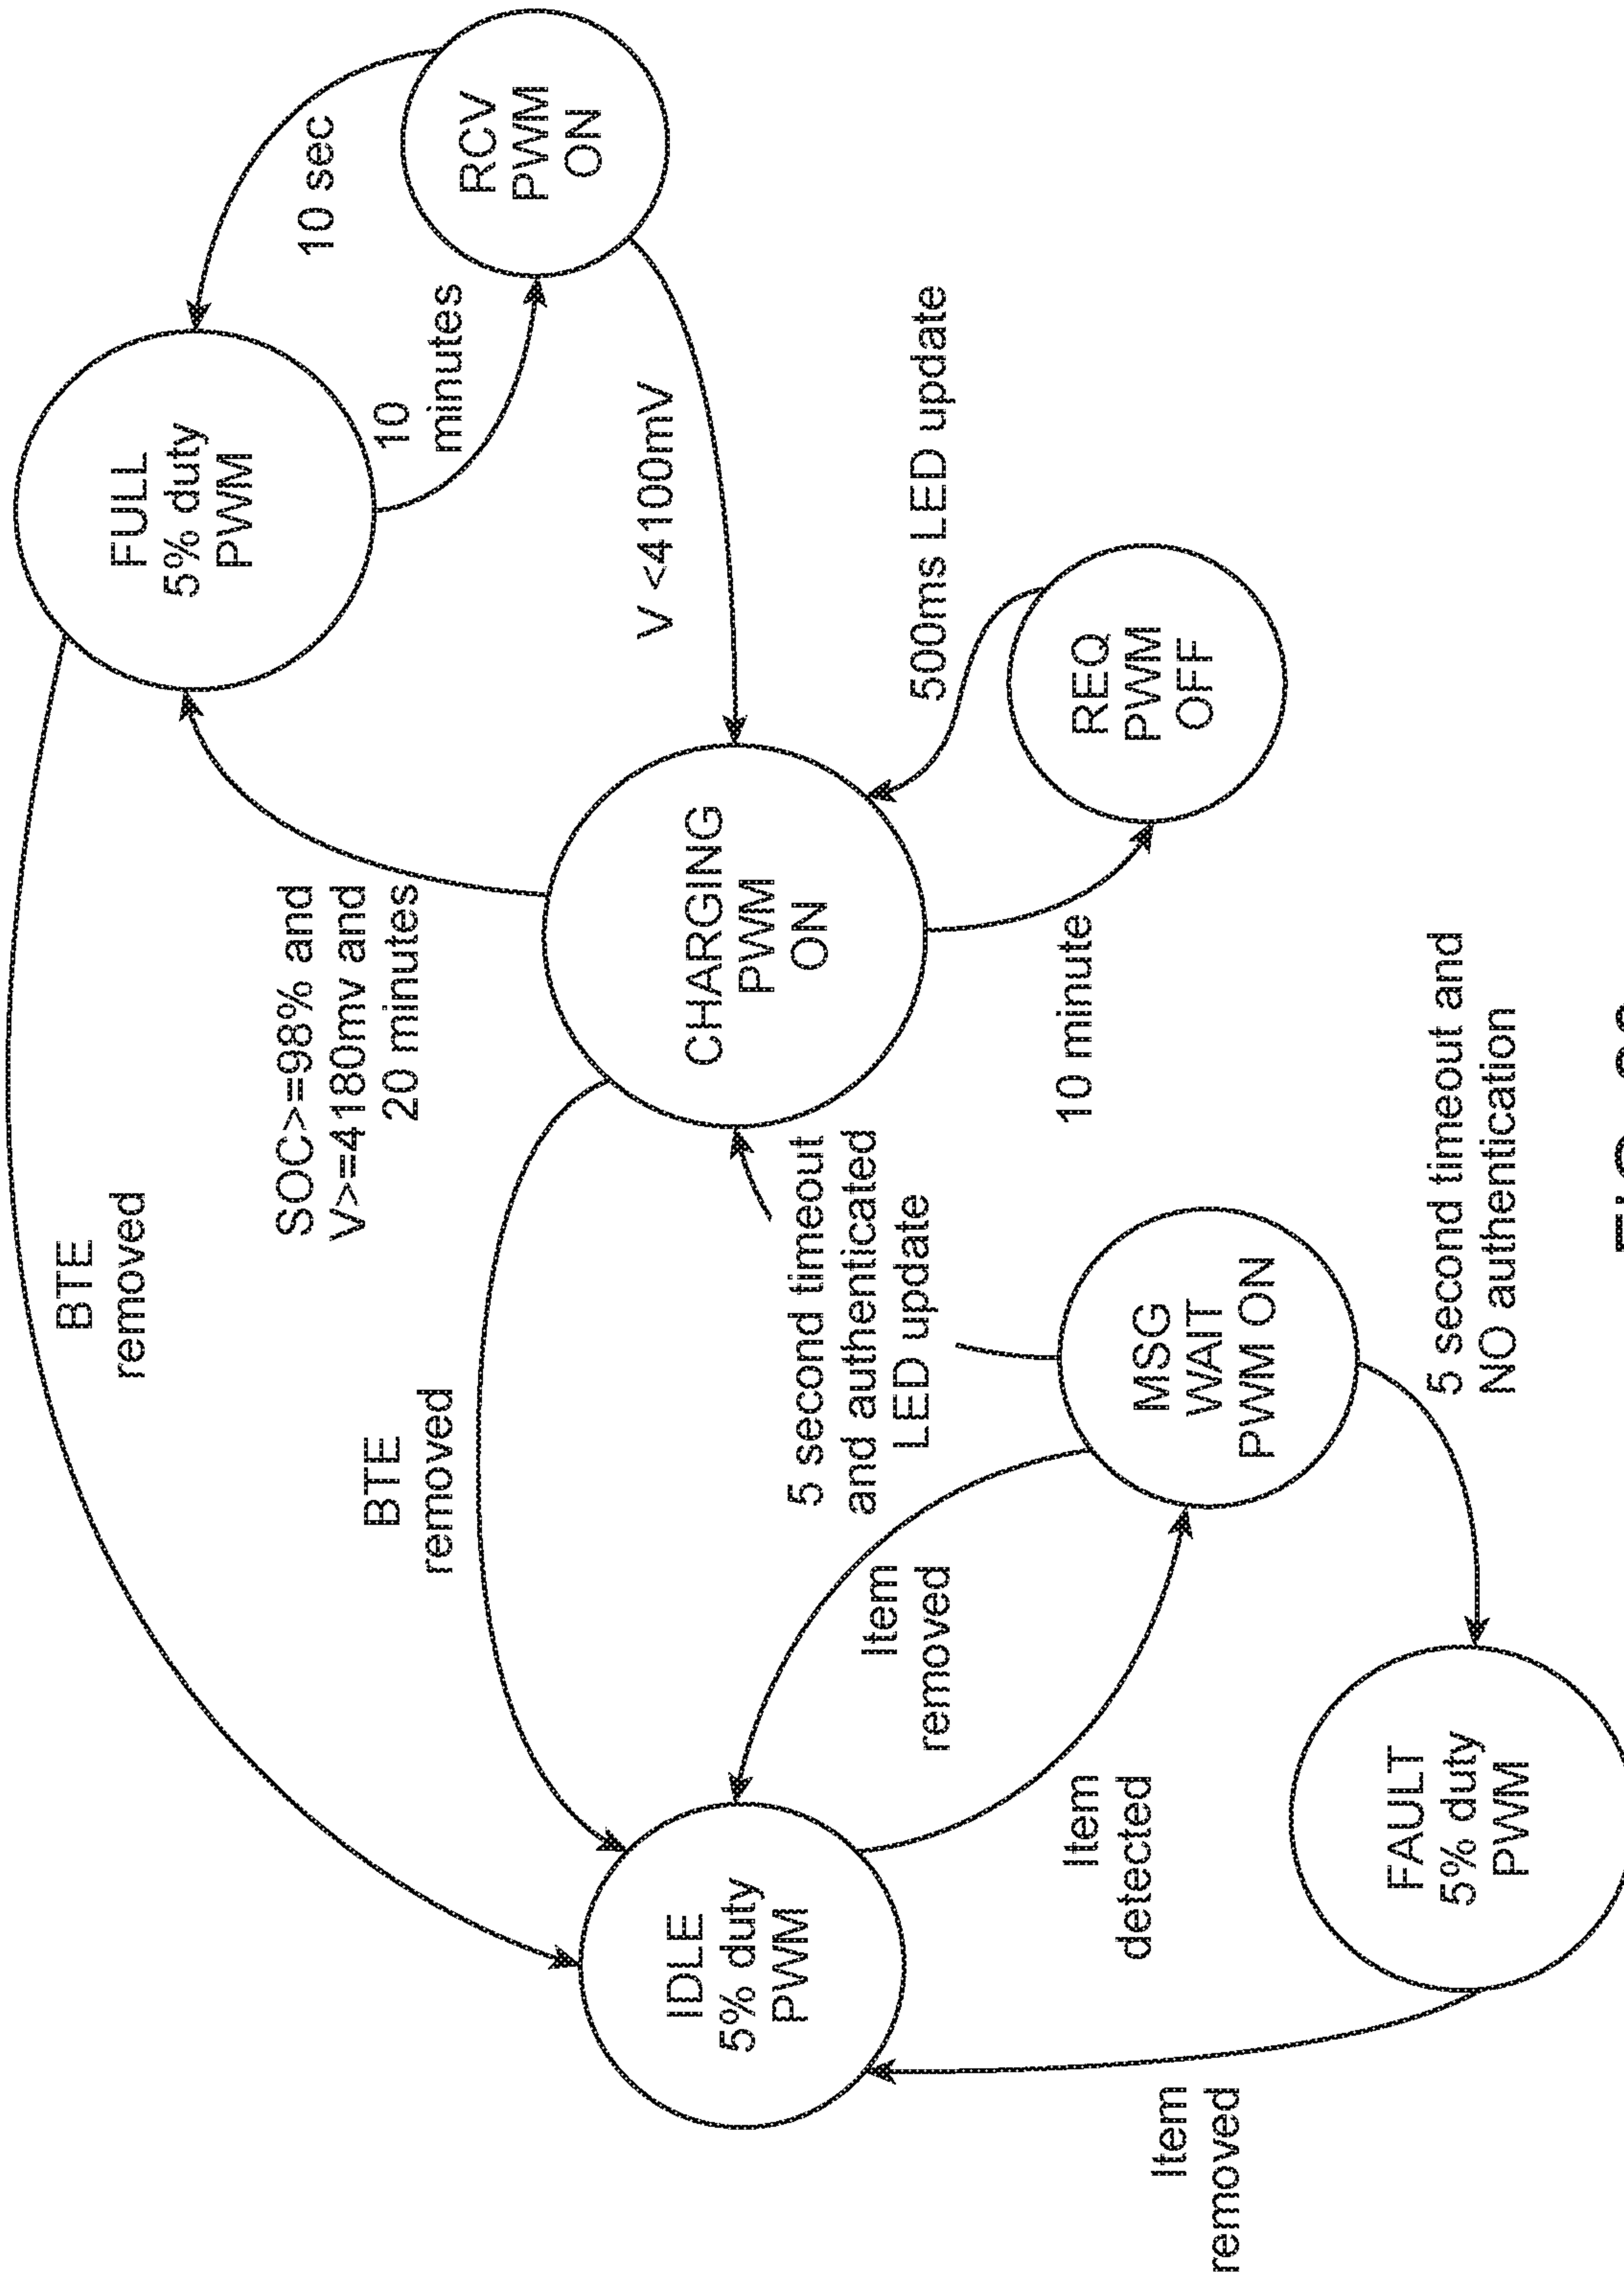 BTE
removed
FULL
5% duty
PWM
10 sec
10
minutes
RCV
PWM
ON
SOC>=98% and
V>=4180mv and
20 minutes
BTE
removed
V <4100mV
CHARGING
PWM
ON
IDLE
5% duty
PWM
5 second timeout
and authenticated
LED update
Item
removed
500ms LED update
10 minute
REQ
PWM
OFF
Item
detected
MSG
WAIT
PWM ON
Item
removed
FAULT
5% duty
PWM
5 second timeout and
NO authentication